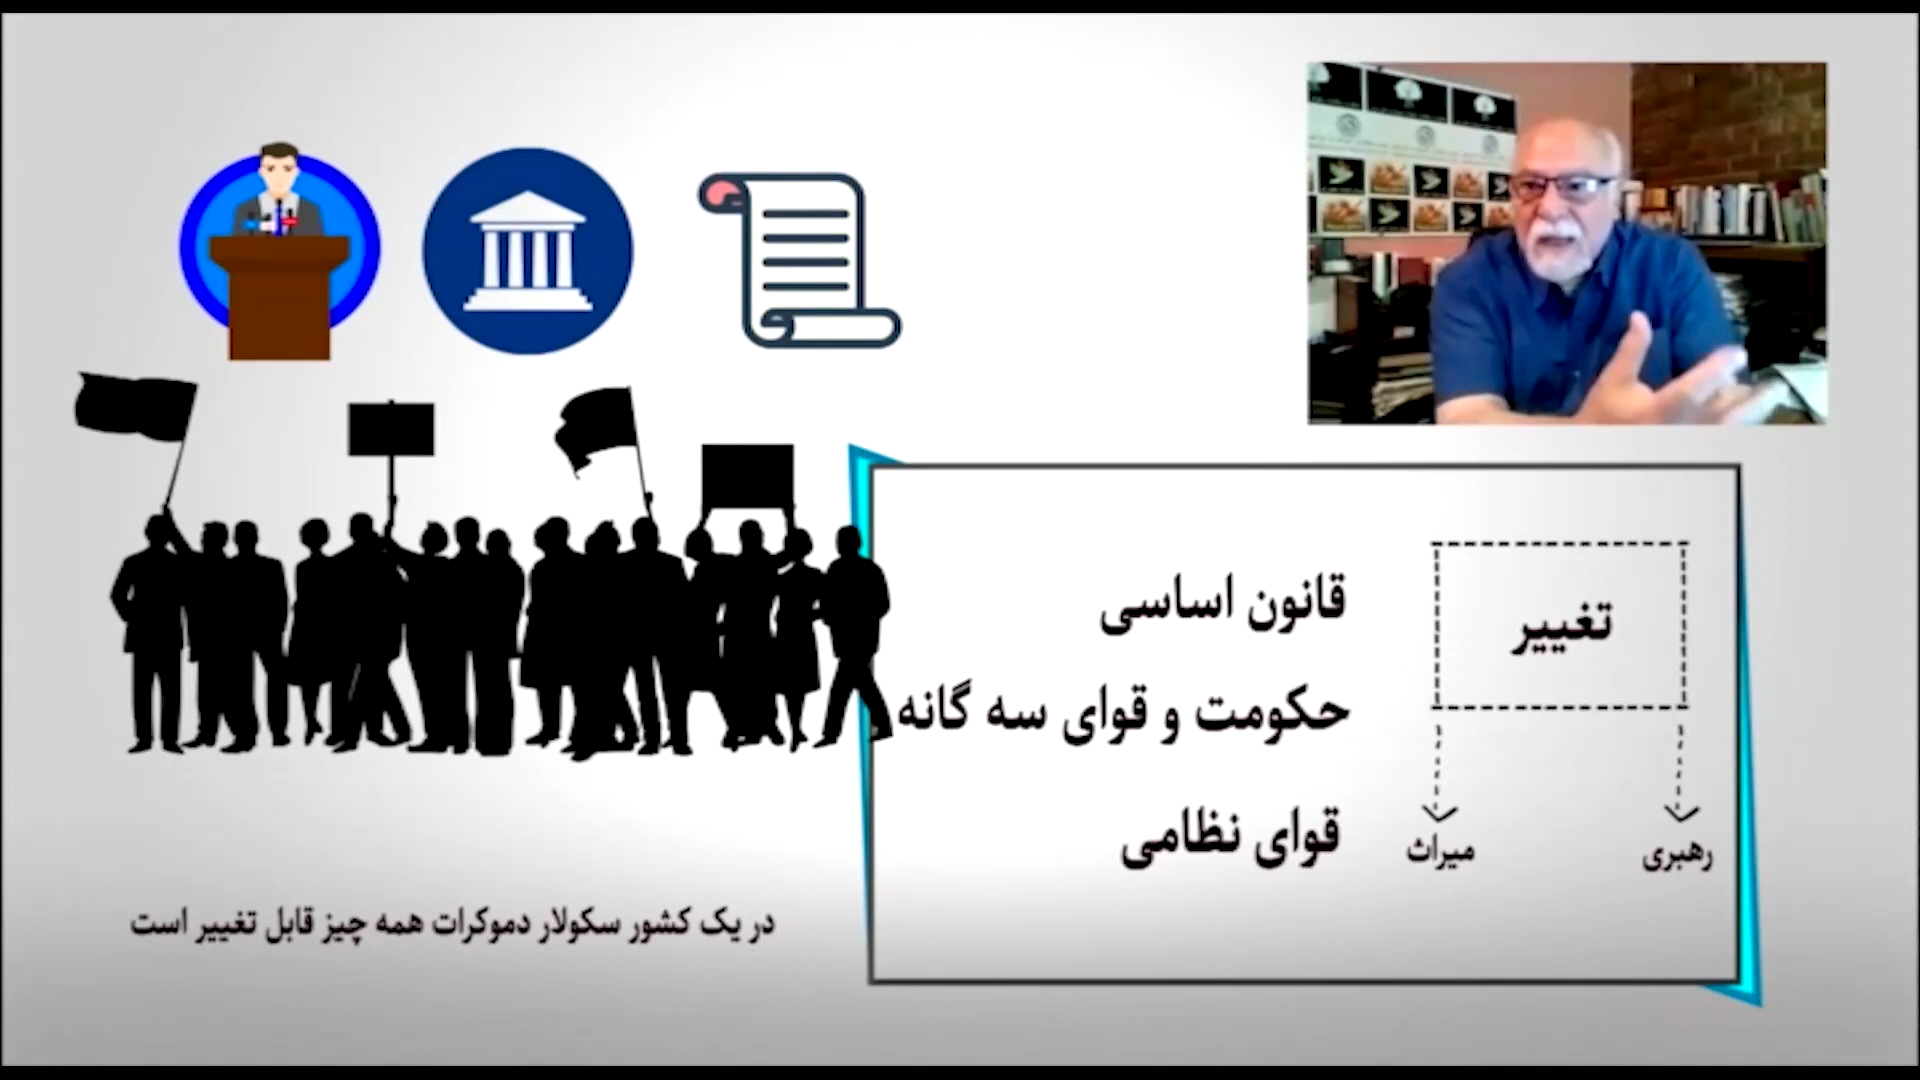 تغییر
رهبری
میراث
قانون اساسی
حکومت و قوای سه گانه
قوای نظامی
در یک کشور سکولار دموکرات همه چیز قابل تغییر است